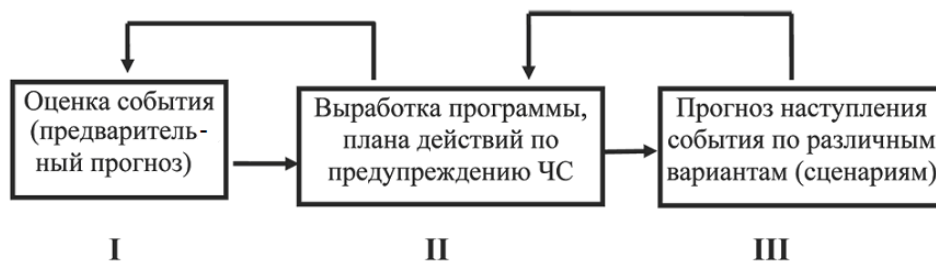 Оценка события
(предваритель-
ный прогноз)
Выработка программы,
плана действий по
предупреждению ЧС
Прогноз наступления
события по различным
вариантам (сценариям)
I
II
III